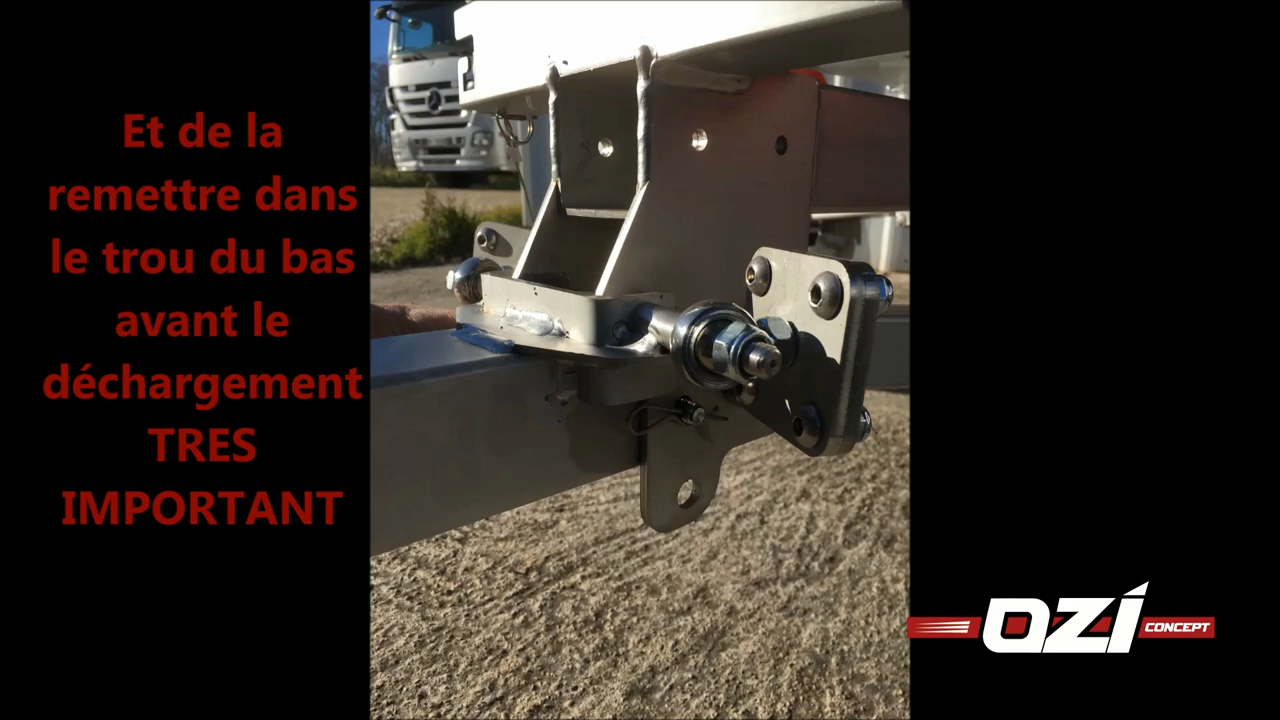 Et de la
remettre dans
le trou du bas
avant le
déchargement
TRES
IMPORTANT
OZI CONCEPT